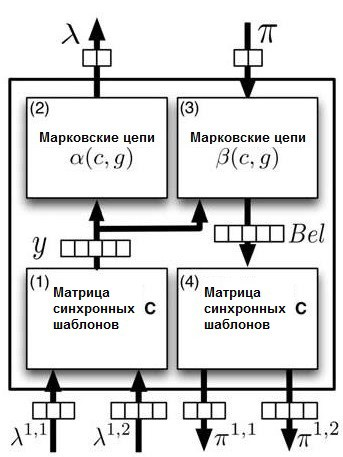 λ π
(2) (3)
Марковские цепи Марковские цепи
α(c, g) β(c, g)
y Bel
(1) (4)
Матрица Матрица
синхронных C синхронных C
шаблонов шаблонов
λ^{1,1} λ^{1,2} π^{1,1} π^{1,2}